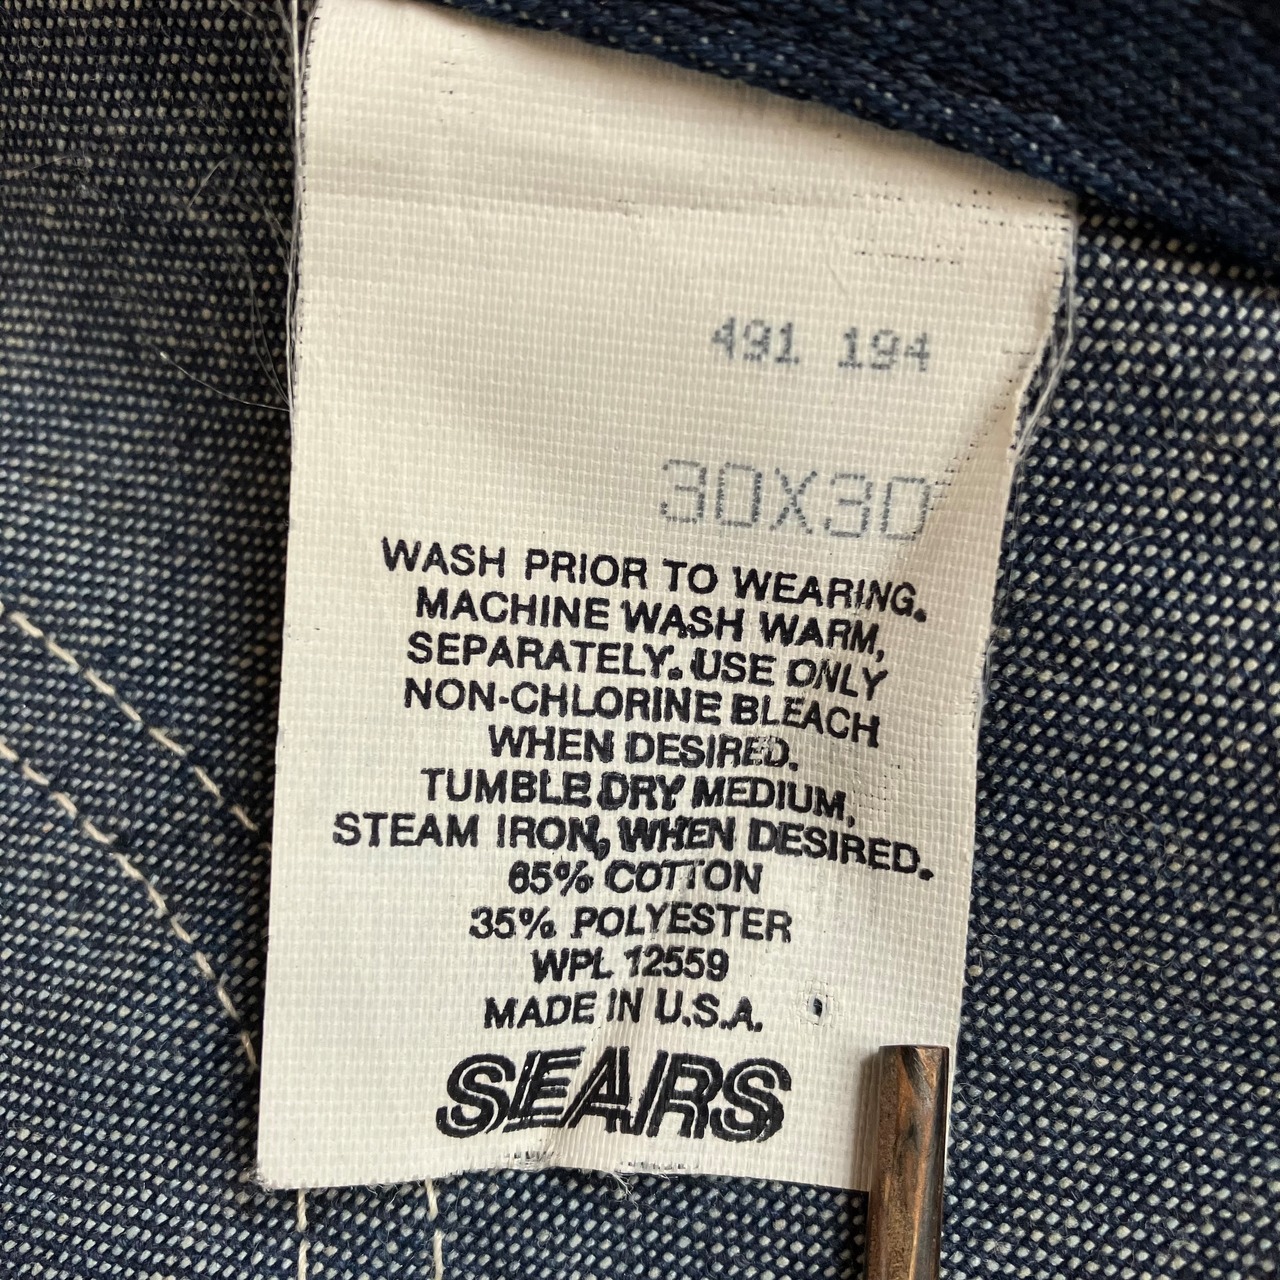 491 194
30X30
WASH PRIOR TO WEARING.
MACHINE WASH WARM,
SEPARATELY. USE ONLY
NON-CHLORINE BLEACH
WHEN DESIRED.
TUMBLE DRY MEDIUM,
STEAM IRON, WHEN DESIRED.
65% COTTON
35% POLYESTER
WPL 12559
MADE IN U.S.A.
SEARS